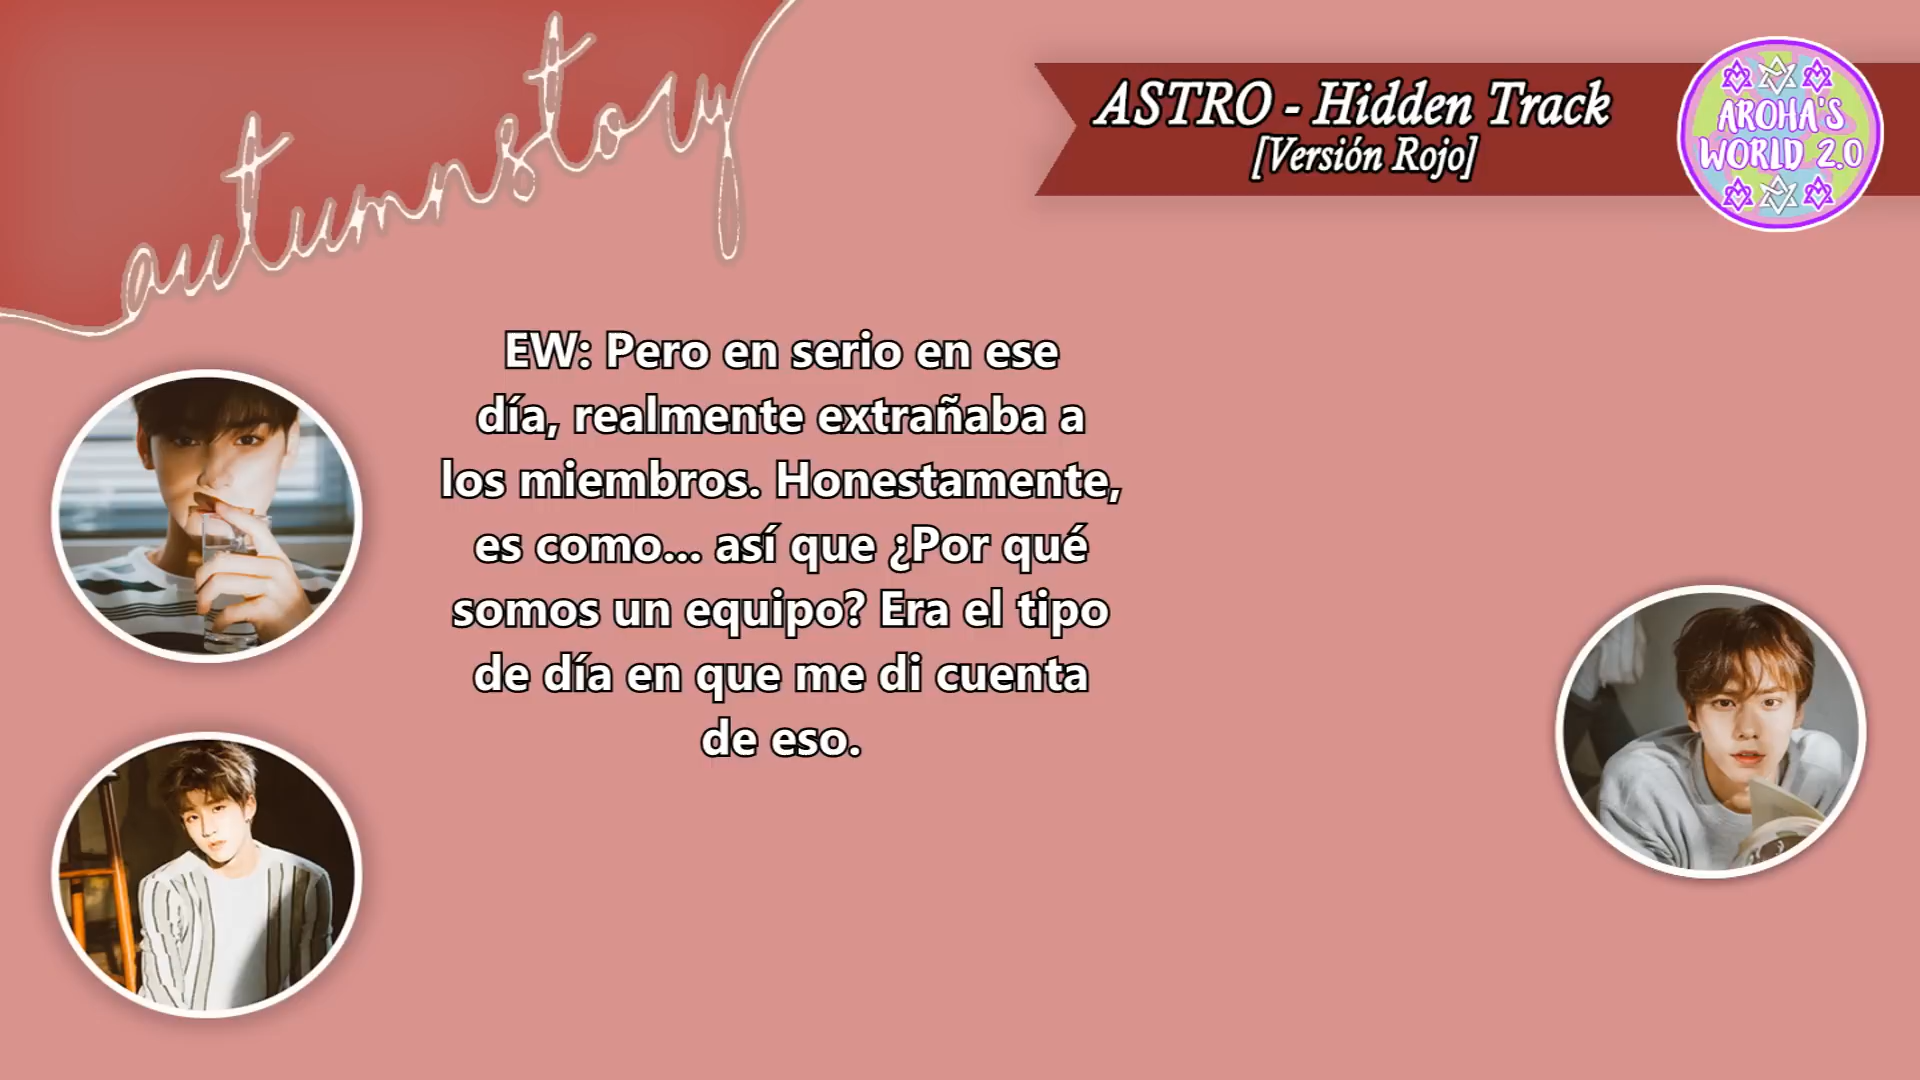 autumnstory
ASTRO - Hidden Track
[Versión Rojo]
AROHA'S
WORLD 2.0
EW: Pero en serio en ese
día, realmente extrañaba a
los miembros. Honestamente,
es como... así que ¿Por qué
somos un equipo? Era el tipo
de día en que me di cuenta
de eso.